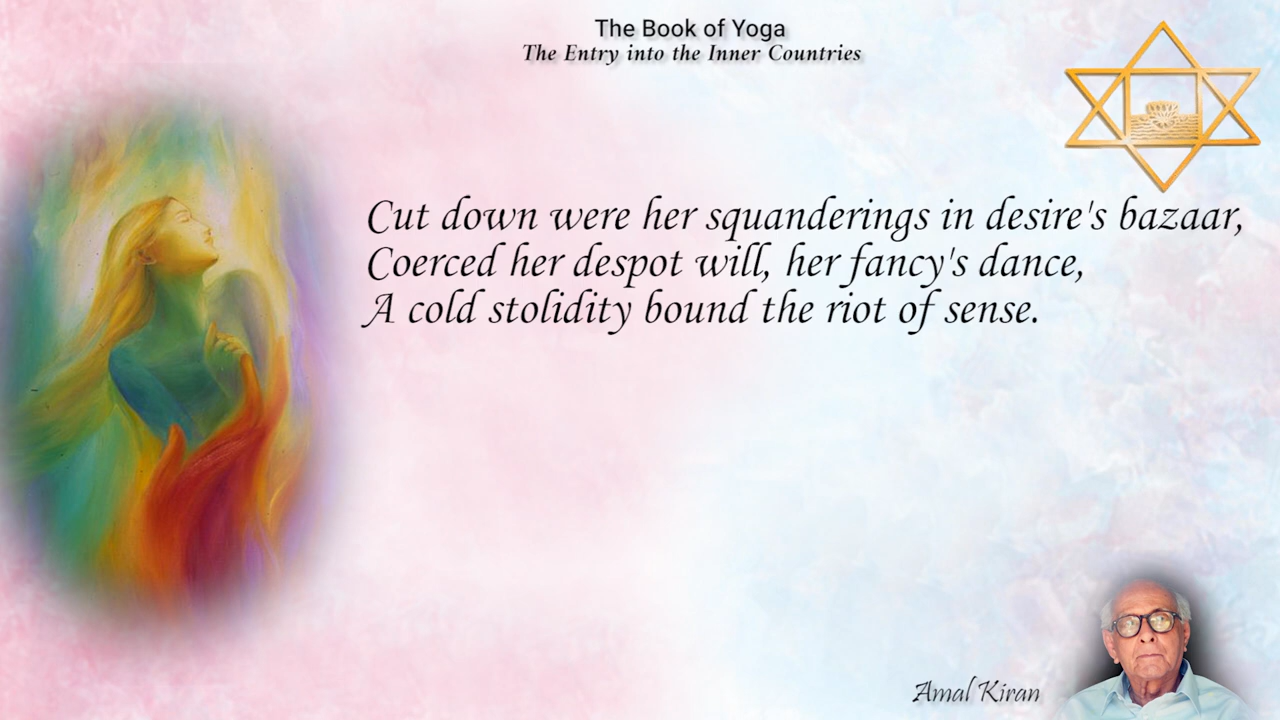 The Book of Yoga
The Entry into the Inner Countries
Cut down were her squanderings in desire's bazaar,
Coerced her despot will, her fancy's dance,
A cold stolidity bound the riot of sense.
Amal Kiran